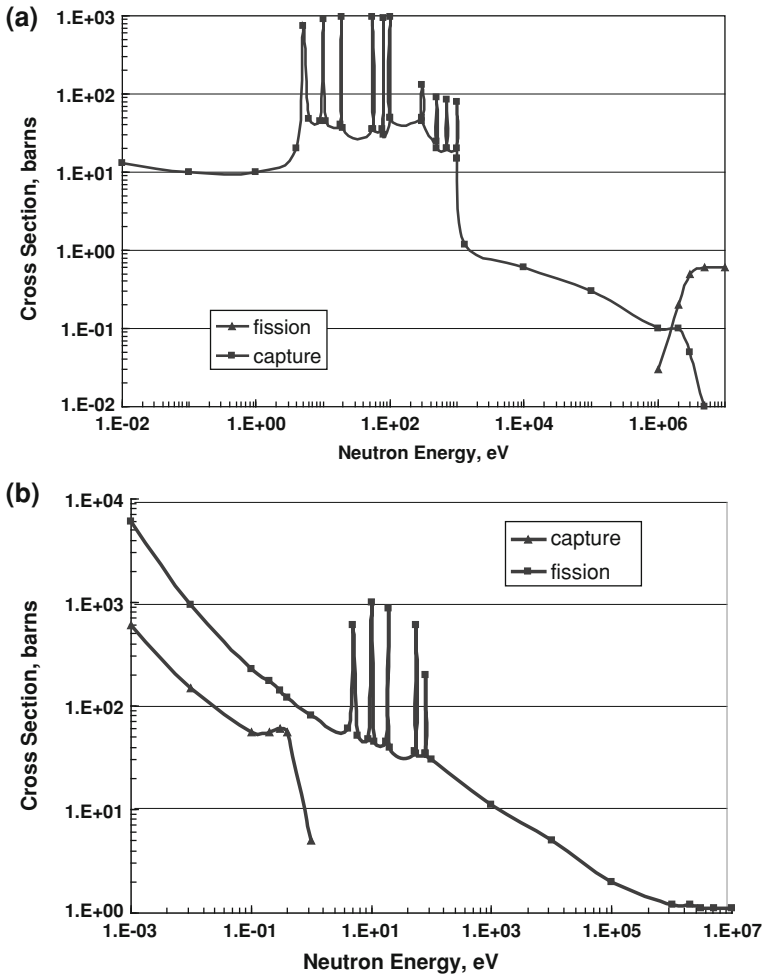 (a)
1.E+03
1.E+02
1.E+01
1.E+00
1.E-01
1.E-02
Cross Section, barns
fission
capture
1.E-02 1.E+00 1.E+02 1.E+04 1.E+06
Neutron Energy, eV
(b)
1.E+04
1.E+03
1.E+02
1.E+01
1.E+00
Cross Section, barns
capture
fission
1.E-03 1.E-01 1.E+01 1.E+03 1.E+05 1.E+07
Neutron Energy, eV